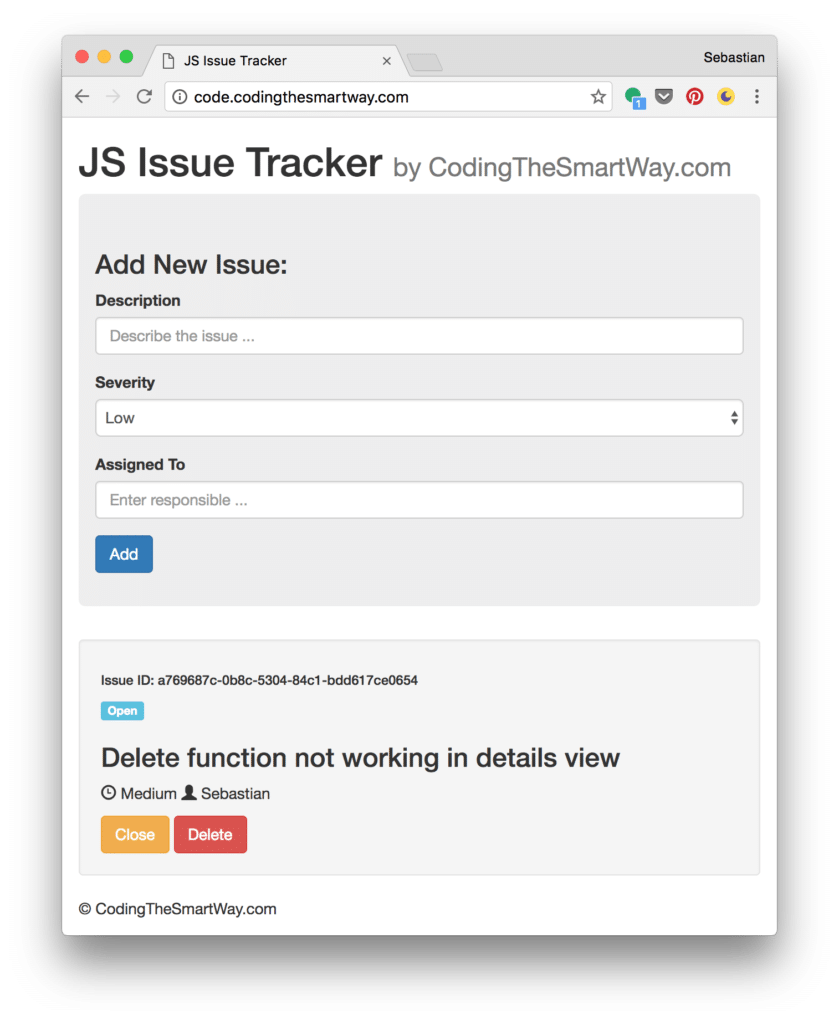 JS Issue Tracker
Sebastian
code.codingthesmartway.com
1
JS Issue Tracker by CodingTheSmartWay.com
Add New Issue:
Description
Describe the issue ...
Severity
Low
Assigned To
Enter responsible ...
Add
Issue ID: a769687c-0b8c-5304-84c1-bdd617ce0654
Open
Delete function not working in details view
Medium Sebastian
Close Delete
© CodingTheSmartWay.com